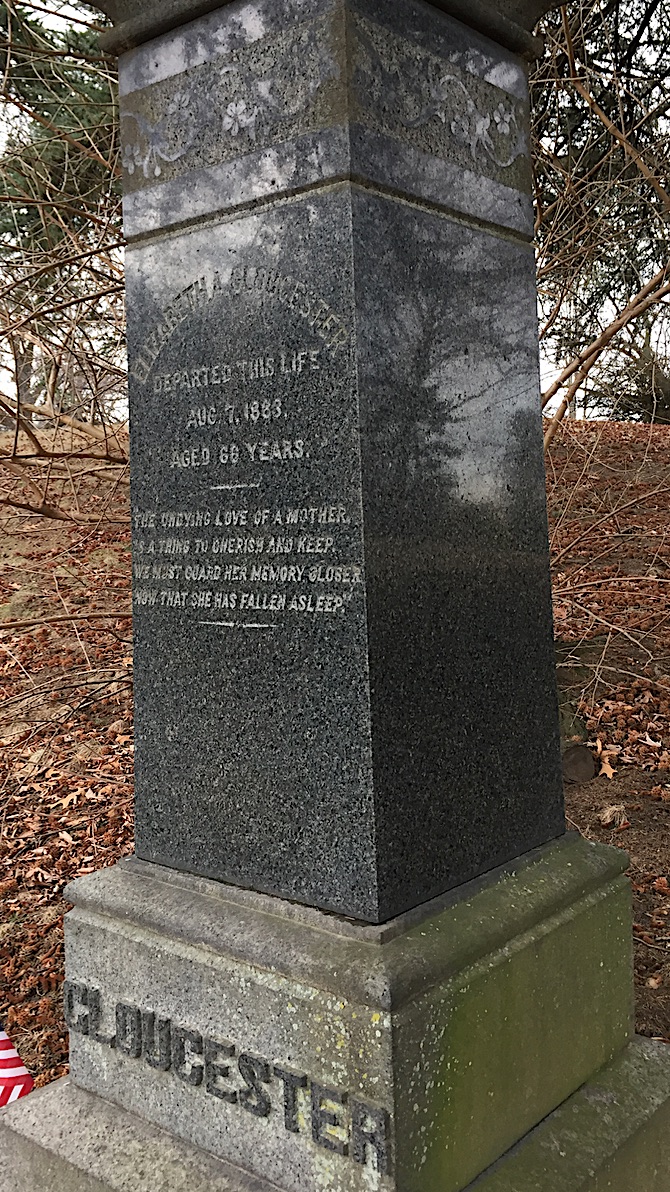 ELIZABETH A. GLOUCESTER
DEPARTED THIS LIFE
AUG. 7, 1883.
AGED 66 YEARS.
THE UNDYING LOVE OF A MOTHER,
IS A THING TO CHERISH AND KEEP.
WE MUST GUARD HER MEMORY CLOSER
NOW THAT SHE HAS FALLEN ASLEEP."
GLOUCESTER